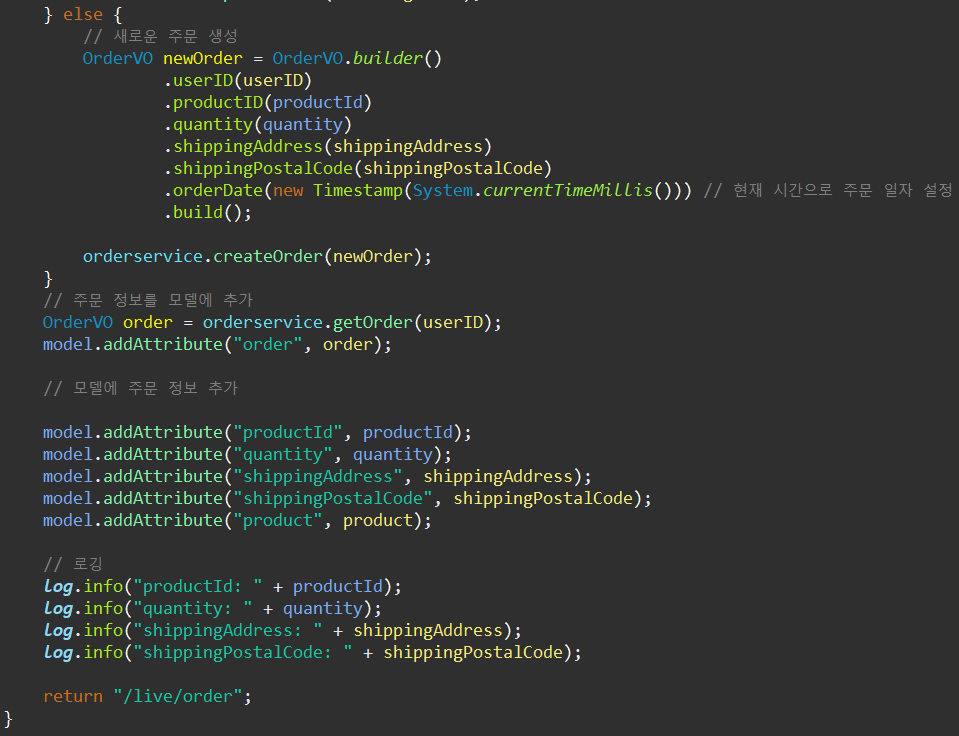 } else {
// 새로운 주문 생성
OrderVO newOrder = OrderVO.builder()
.userID(userID)
.productID(productId)
.quantity(quantity)
.shippingAddress(shippingAddress)
.shippingPostalCode(shippingPostalCode)
.orderDate(new Timestamp(System.currentTimeMillis())) // 현재 시간으로 주문 일자 설정
.build();
orderservice.createOrder(newOrder);
}
// 주문 정보를 모델에 추가
OrderVO order = orderservice.getOrder(userID);
model.addAttribute("order", order);
// 모델에 주문 정보 추가
model.addAttribute("productId", productId);
model.addAttribute("quantity", quantity);
model.addAttribute("shippingAddress", shippingAddress);
model.addAttribute("shippingPostalCode", shippingPostalCode);
model.addAttribute("product", product);
// 로깅
log.info("productId: " + productId);
log.info("quantity: " + quantity);
log.info("shippingAddress: " + shippingAddress);
log.info("shippingPostalCode: " + shippingPostalCode);
return "/live/order";
}